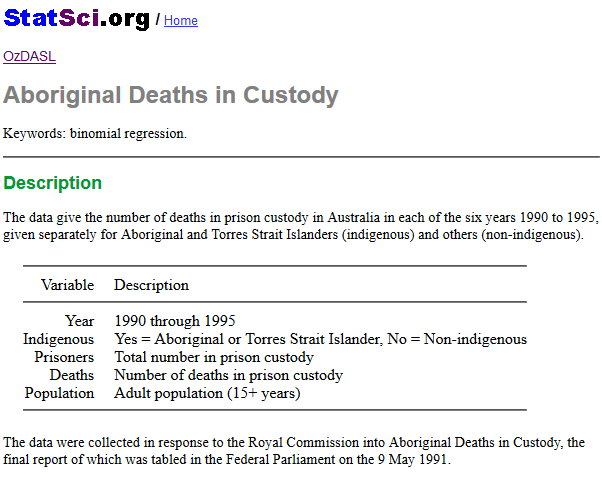 StatSci.org / Home
OzDASL
Aboriginal Deaths in Custody
Keywords: binomial regression.
Description
The data give the number of deaths in prison custody in Australia in each of the six years 1990 to 1995,
given separately for Aboriginal and Torres Strait Islanders (indigenous) and others (non-indigenous).
Variable Description
Year 1990 through 1995
Indigenous Yes = Aboriginal or Torres Strait Islander, No = Non-indigenous
Prisoners Total number in prison custody
Deaths Number of deaths in prison custody
Population Adult population (15+ years)
The data were collected in response to the Royal Commission into Aboriginal Deaths in Custody, the
final report of which was tabled in the Federal Parliament on the 9 May 1991.